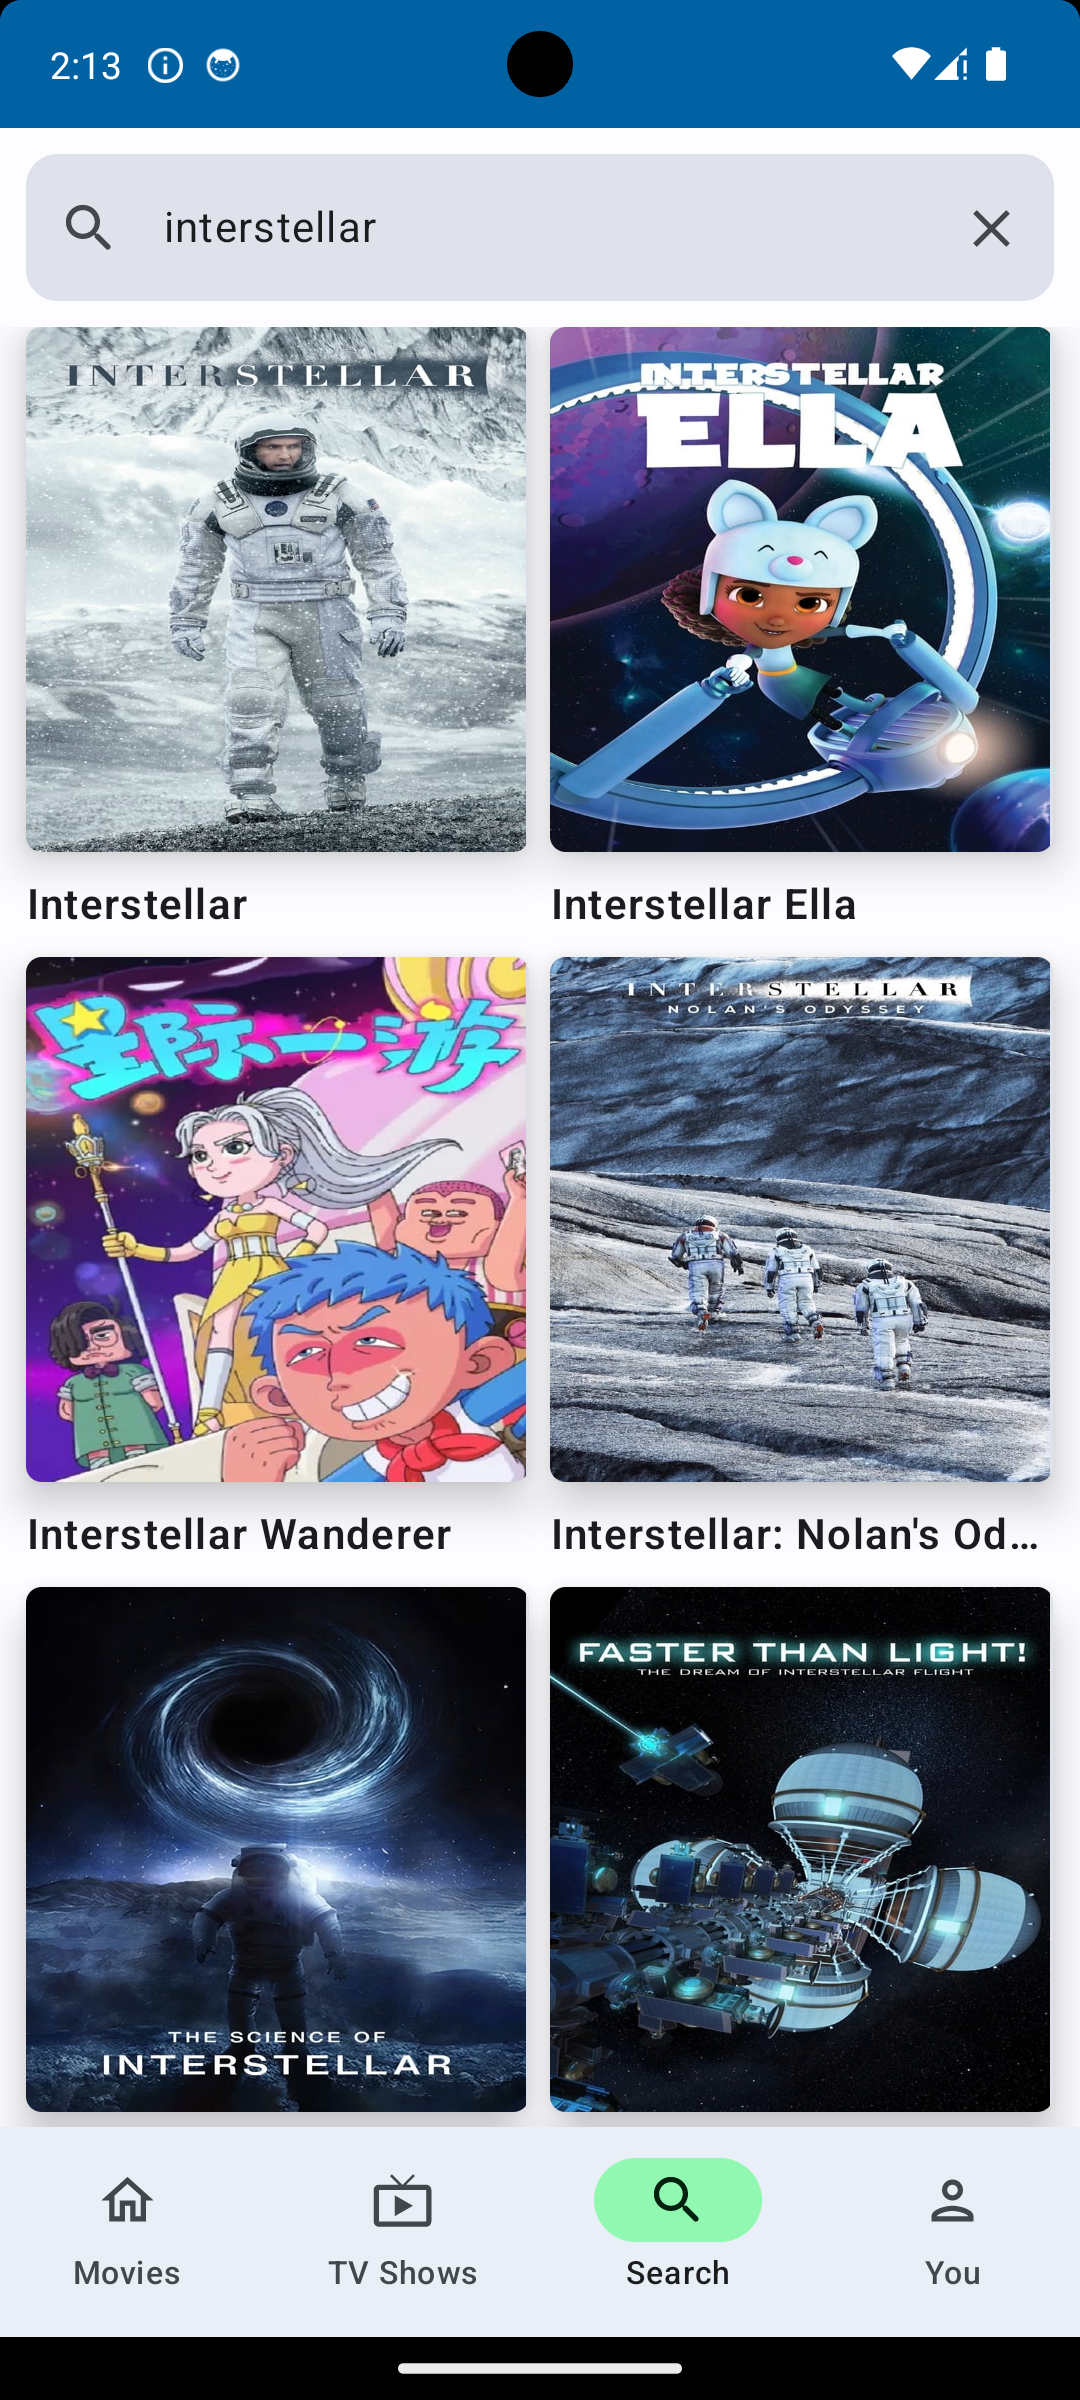 2:13
interstellar
INTERSTELLAR
INTERSTELLAR
ELLA
Interstellar
Interstellar Ella
星际一游
INTERSTELLAR
NOLAN'S ODYSSEY
Interstellar Wanderer
Interstellar: Nolan's Od...
THE SCIENCE OF
INTERSTELLAR
FASTER THAN LIGHT!
THE DREAM OF INTERSTELLAR FLIGHT
Movies
TV Shows
Search
You